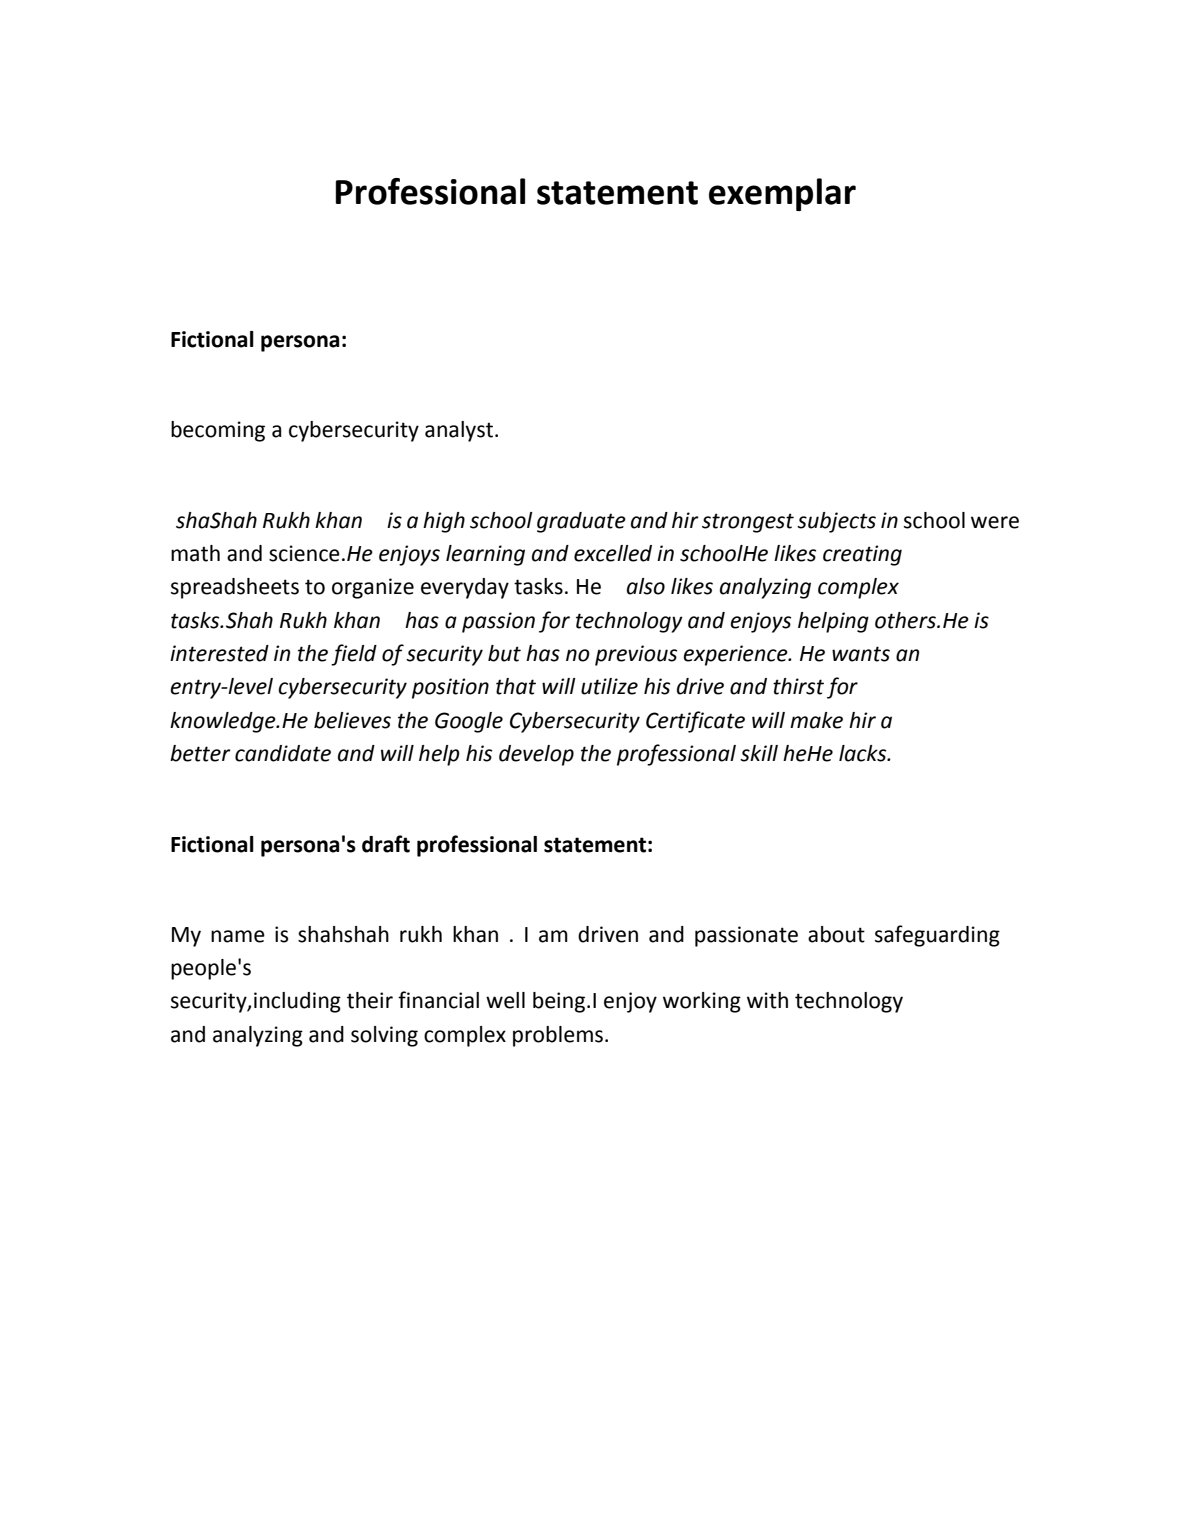 Professional statement exemplar
Fictional persona:
becoming a cybersecurity analyst.
shaShah Rukh khan is a high school graduate and hir strongest subjects in school were
math and science.He enjoys learning and excelled in schoolHe likes creating
spreadsheets to organize everyday tasks. He also likes analyzing complex
tasks.Shah Rukh khan has a passion for technology and enjoys helping others.He is
interested in the field of security but has no previous experience. He wants an
entry-level cybersecurity position that will utilize his drive and thirst for
knowledge.He believes the Google Cybersecurity Certificate will make hir a
better candidate and will help his develop the professional skill heHe lacks.
Fictional persona's draft professional statement:
My name is shahshah rukh khan . I am driven and passionate about safeguarding
people's
security,including their financial well being.I enjoy working with technology
and analyzing and solving complex problems.